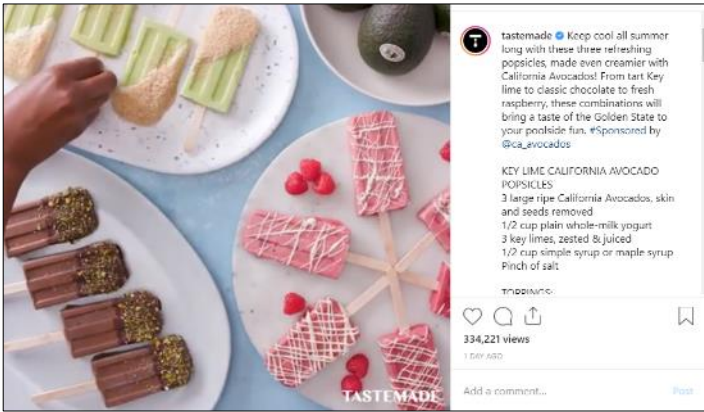 tastemade Keep cool all summer
long with these three refreshing
popsicles, made even creamier with
California Avocados! From tart Key
lime to classic chocolate to fresh
raspberry, these combinations will
bring a taste of the Golden State to
your poolside fun. #Sponsored by
@ca_avocados
KEY LIME CALIFORNIA AVOCADO
POPSICLES
3 large ripe California Avocados, skin
and seeds removed
1/2 cup plain whole-milk yogurt
3 key limes, zested & juiced
1/2 cup simple syrup or maple syrup
Pinch of salt
TOPPINGS:
334,221 views
1 DAY AGO
Add a comment...
Post
TASTEMADE